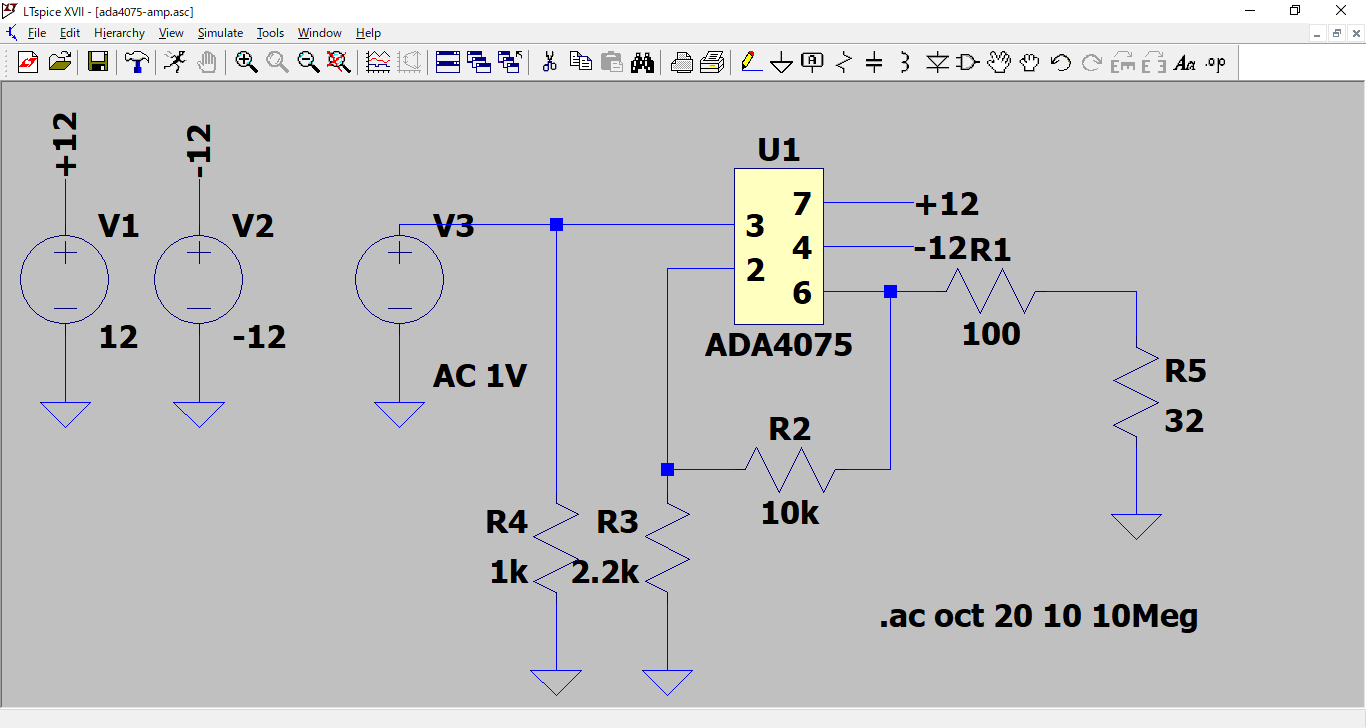 LTspice XVII - [ada4075-amp.asc]
File Edit Hierarchy View Simulate Tools Window Help
+12
-12
V1
12
V2
-12
V3
AC 1V
U1
3
2
7
4
6
ADA4075
+12
-12
R1
100
R5
32
R2
10k
R4
1k
R3
2.2k
.ac oct 20 10 10Meg